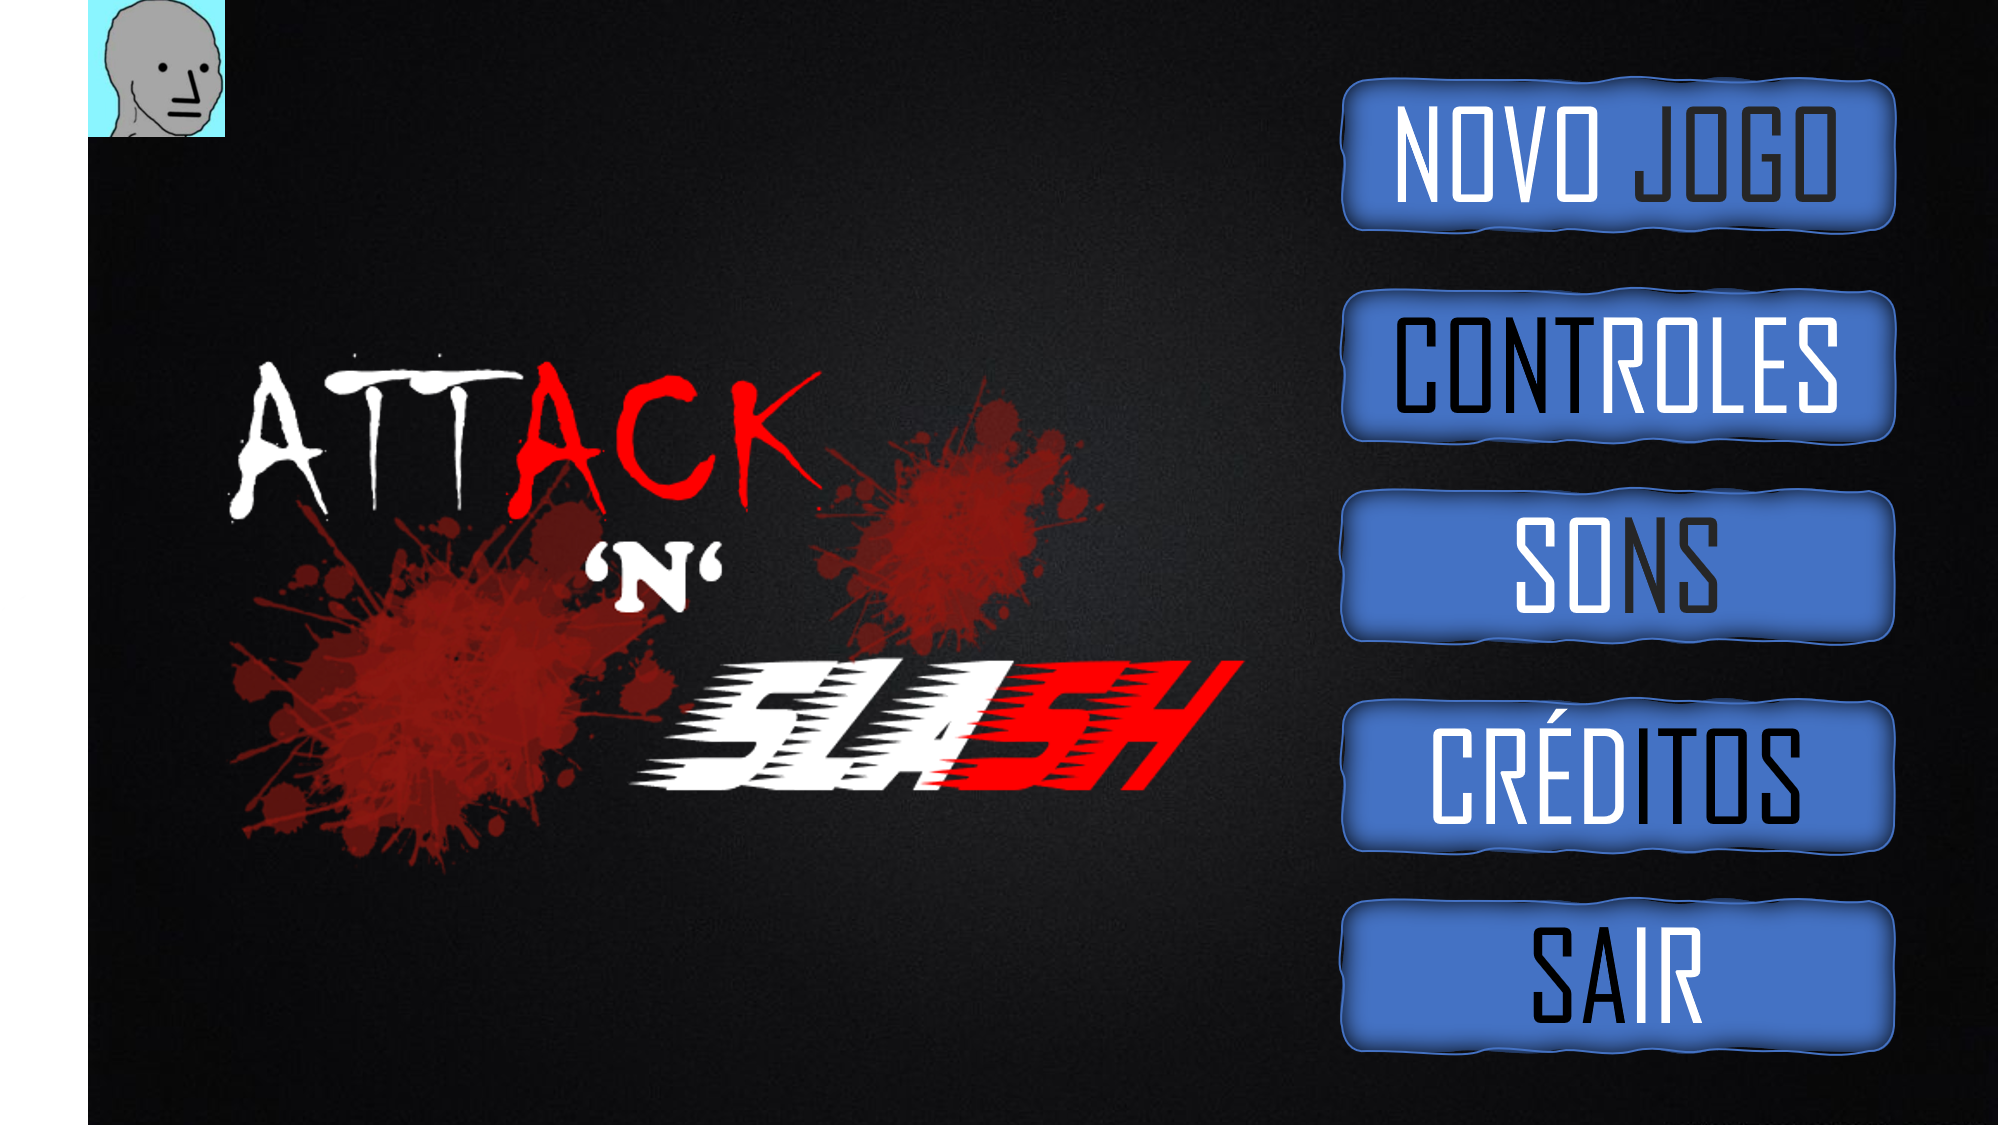 ATTACK
‘N‘
SLASH
NOVO JOGO
CONTROLES
SONS
CRÉDITOS
SAIR